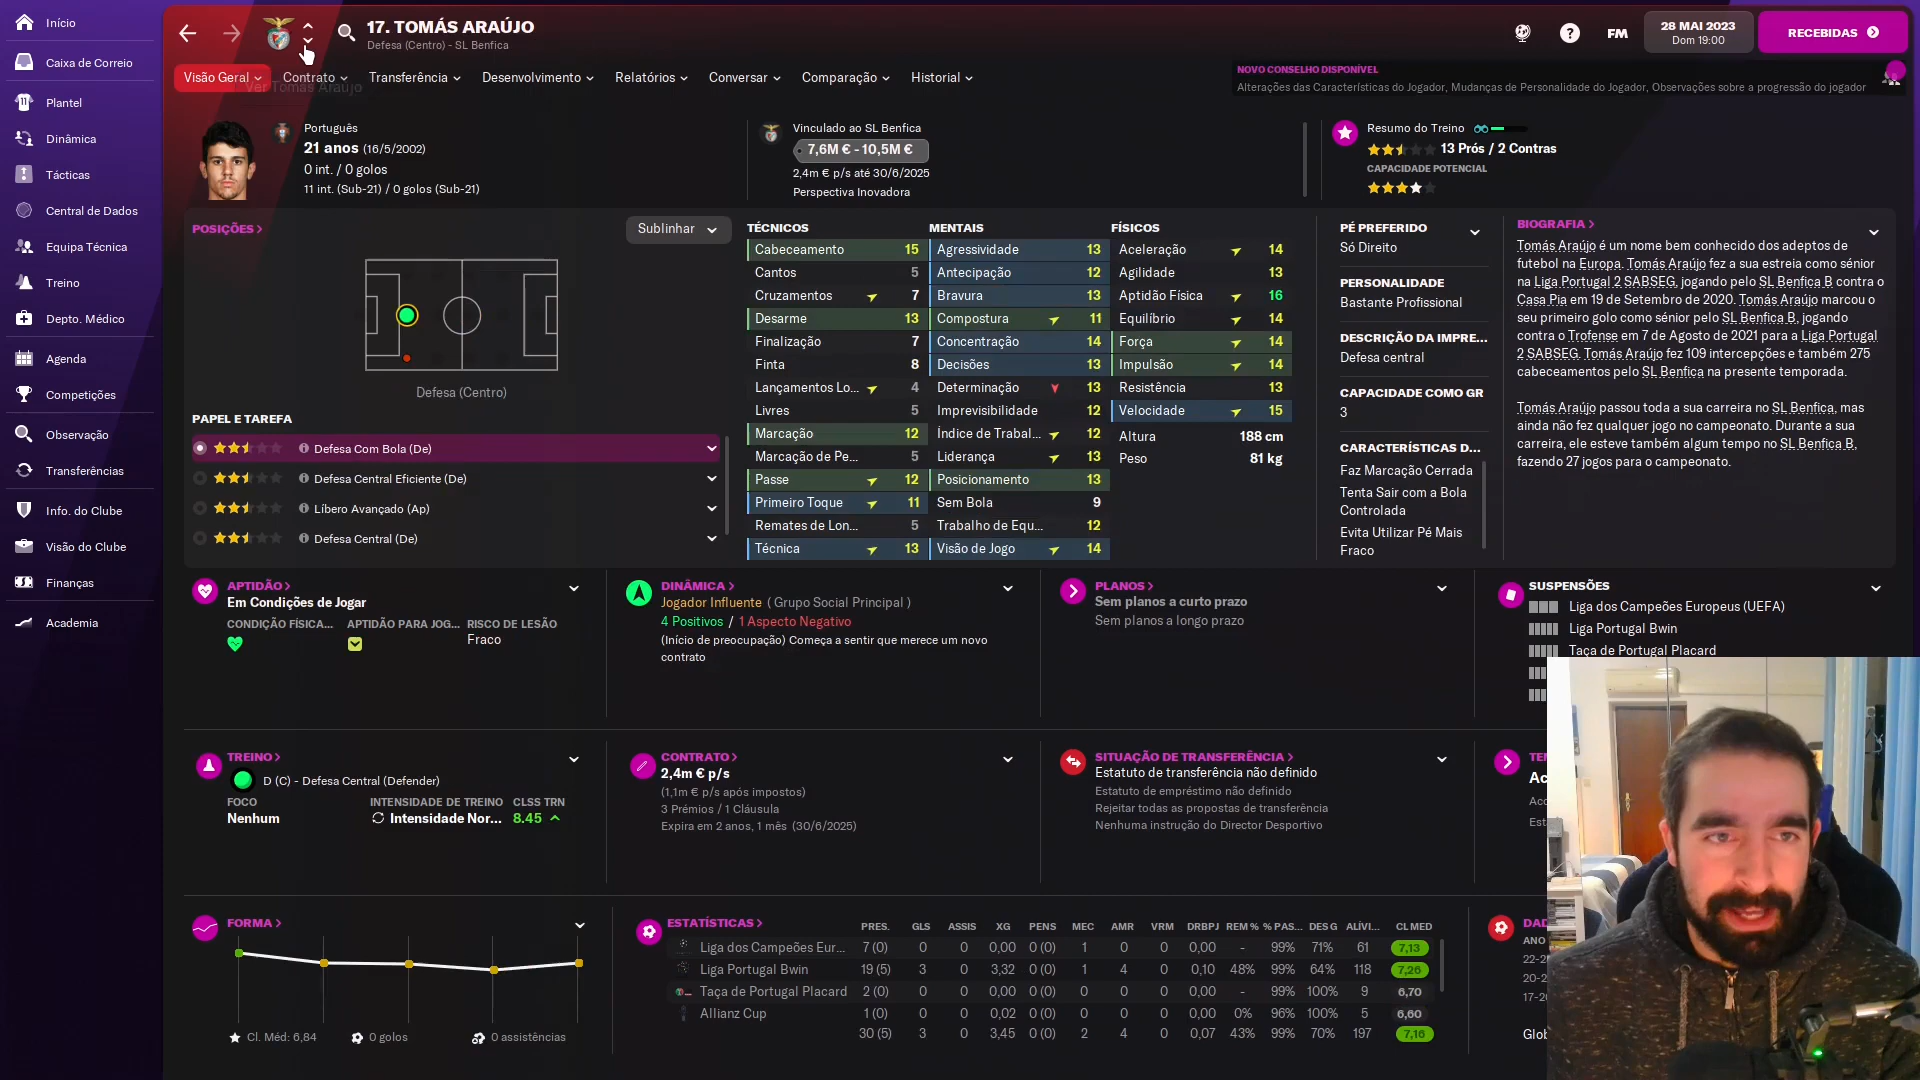 Início
Caixa de Correio
Plantel
Dinâmica
Tácticas
Central de Dados
Equipa Técnica
Treino
Depto. Médico
Agenda
Competições
Observação
Transferências
Info. do Clube
Visão do Clube
Finanças
Academia
17. TOMÁS ARAÚJO
Defesa (Centro) - SL Benfica
FM
28 MAI 2023
Dom 19:00
RECEBIDAS
Visão Geral
Contrato
Transferência
Desenvolvimento
Relatórios
Conversar
Comparação
Historial
Ver Tomás Araújo
NOVO CONSELHO DISPONÍVEL
Alterações das Características do Jogador, Mudanças de Personalidade do Jogador, Observações sobre a progressão do jogador
Português
21 anos (16/5/2002)
0 int. / 0 golos
11 int. (Sub-21) / 0 golos (Sub-21)
Vinculado ao SL Benfica
7,6M € - 10,5M €
2,4m € p/s até 30/6/2025
Perspectiva Inovadora
Resumo do Treino
13 Prós / 2 Contras
CAPACIDADE POTENCIAL
POSIÇÕES >
Sublinhar
Defesa (Centro)
PAPEL E TAREFA
Defesa Com Bola (De)
Defesa Central Eficiente (De)
Líbero Avançado (Ap)
Defesa Central (De)
TÉCNICOS
Cabeceamento 15
Cantos 5
Cruzamentos 7
Desarme 13
Finalização 7
Finta 8
Lançamentos Lo... 4
Livres 5
Marcação 12
Marcação de Pe... 5
Passe 12
Primeiro Toque 11
Remates de Lon... 5
Técnica 13
MENTAIS
Agressividade 13
Antecipação 12
Bravura 13
Compostura 11
Concentração 14
Decisões 13
Determinação 13
Imprevisibilidade 12
Índice de Trabal... 12
Liderança 13
Posicionamento 13
Sem Bola 9
Trabalho de Equ... 12
Visão de Jogo 14
FÍSICOS
Aceleração 14
Agilidade 13
Aptidão Física 16
Equilíbrio 14
Força 14
Impulsão 14
Resistência 13
Velocidade 15
Altura 188 cm
Peso 81 kg
PÉ PREFERIDO
Só Direito
PERSONALIDADE
Bastante Profissional
DESCRIÇÃO DA IMPRE...
Defesa central
CAPACIDADE COMO GR
3
CARACTERÍSTICAS D...
Faz Marcação Cerrada
Tenta Sair com a Bola
Controlada
Evita Utilizar Pé Mais
Fraco
BIOGRAFIA >
Tomás Araújo é um nome bem conhecido dos adeptos de
futebol na Europa. Tomás Araújo fez a sua estreia como sénior
na Liga Portugal 2 SABSEG, jogando pelo SL Benfica B contra o
Casa Pia em 19 de Setembro de 2020. Tomás Araújo marcou o
seu primeiro golo como sénior pelo SL Benfica B, jogando
contra o Trofense em 7 de Agosto de 2021 para a Liga Portugal
2 SABSEG. Tomás Araújo fez 109 intercepções e também 275
cabeceamentos pelo SL Benfica na presente temporada.
Tomás Araújo passou toda a sua carreira no SL Benfica, mas
ainda não fez qualquer jogo no campeonato. Durante a sua
carreira, ele esteve também algum tempo no SL Benfica B,
fazendo 27 jogos para o campeonato.
APTIDÃO >
Em Condições de Jogar
CONDIÇÃO FÍSICA... APTIDÃO PARA JOG... RISCO DE LESÃO
Fraco
DINÂMICA >
Jogador Influente ( Grupo Social Principal )
4 Positivos / 1 Aspecto Negativo
(Início de preocupação) Começa a sentir que merece um novo
contrato
PLANOS >
Sem planos a curto prazo
Sem planos a longo prazo
SUSPENSÕES
Liga dos Campeões Europeus (UEFA)
Liga Portugal Bwin
Taça de Portugal Placard
TREINO >
D (C) - Defesa Central (Defender)
FOCO INTENSIDADE DE TREINO CLSS TRN
Nenhum Intensidade Nor... 8.45
CONTRATO >
2,4m € p/s
(1,1m € p/s após impostos)
3 Prémios / 1 Cláusula
Expira em 2 anos, 1 mês (30/6/2025)
SITUAÇÃO DE TRANSFERÊNCIA >
Estatuto de transferência não definido
Estatuto de empréstimo não definido
Rejeitar todas as propostas de transferência
Nenhuma instrução do Director Desportivo
FORMA >
Cl. Méd: 6,84 0 golos 0 assistências
ESTATÍSTICAS > PRES. GLS ASSIS XG PENS MEC AMR VRM DRBPJ REM % % PAS... DES G ALÍVI... CL MED
Liga dos Campeões Eur... 7 (0) 0 0 0,00 0 (0) 1 0 0 0,00 - 99% 71% 61 7,13
Liga Portugal Bwin 19 (5) 3 0 3,32 0 (0) 1 4 0 0,10 48% 99% 64% 118 7,26
Taça de Portugal Placard 2 (0) 0 0 0,00 0 (0) 0 0 0 0,00 - 99% 100% 9 6,70
Allianz Cup 1 (0) 0 0 0,02 0 (0) 0 0 0 0,00 0% 96% 100% 5 6,60
30 (5) 3 0 3,45 0 (0) 2 4 0 0,07 43% 99% 70% 197 7,16
ANO
22-2
20-2
17-2